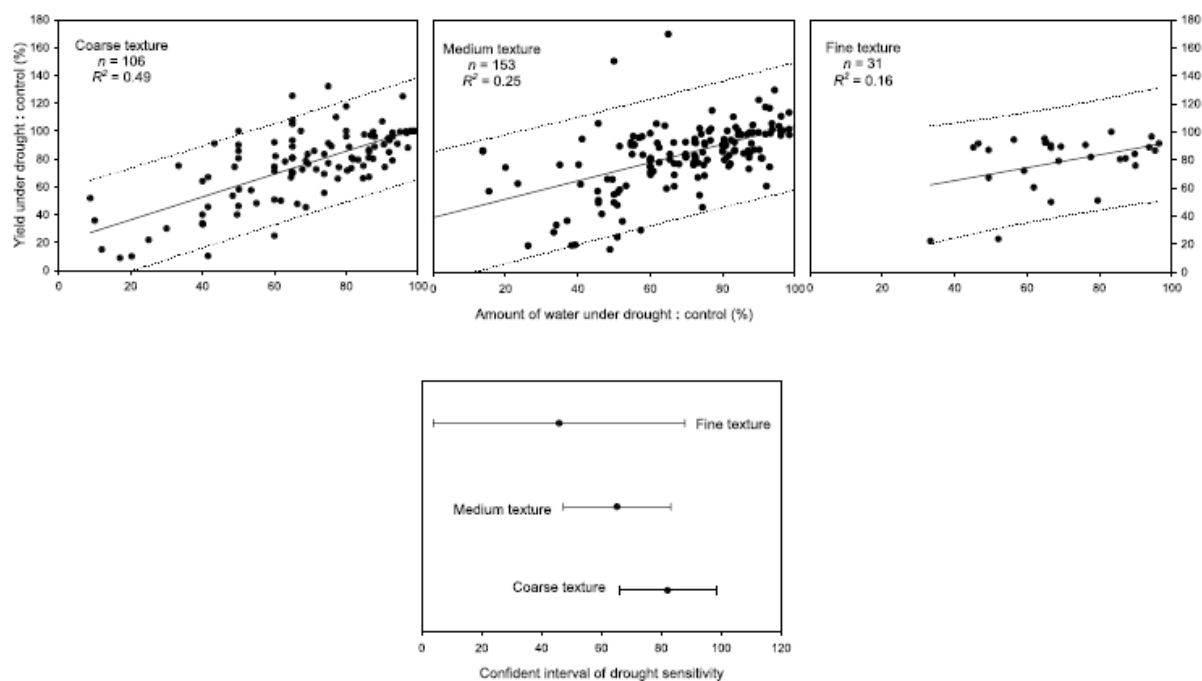 180
160
140
120
100
80
60
40
20
0
Yield under drought : control (%)
Coarse texture
n = 106
R² = 0.49
0 20 40 60 80 100
Medium texture
n = 153
R² = 0.25
0 20 40 60 80 100
Fine texture
n = 31
R² = 0.16
0 20 40 60 80 100
180
160
140
120
100
80
60
40
20
0
Amount of water under drought : control (%)
Fine texture
Medium texture
Coarse texture
0 20 40 60 80 100 120
Confident interval of drought sensitivity